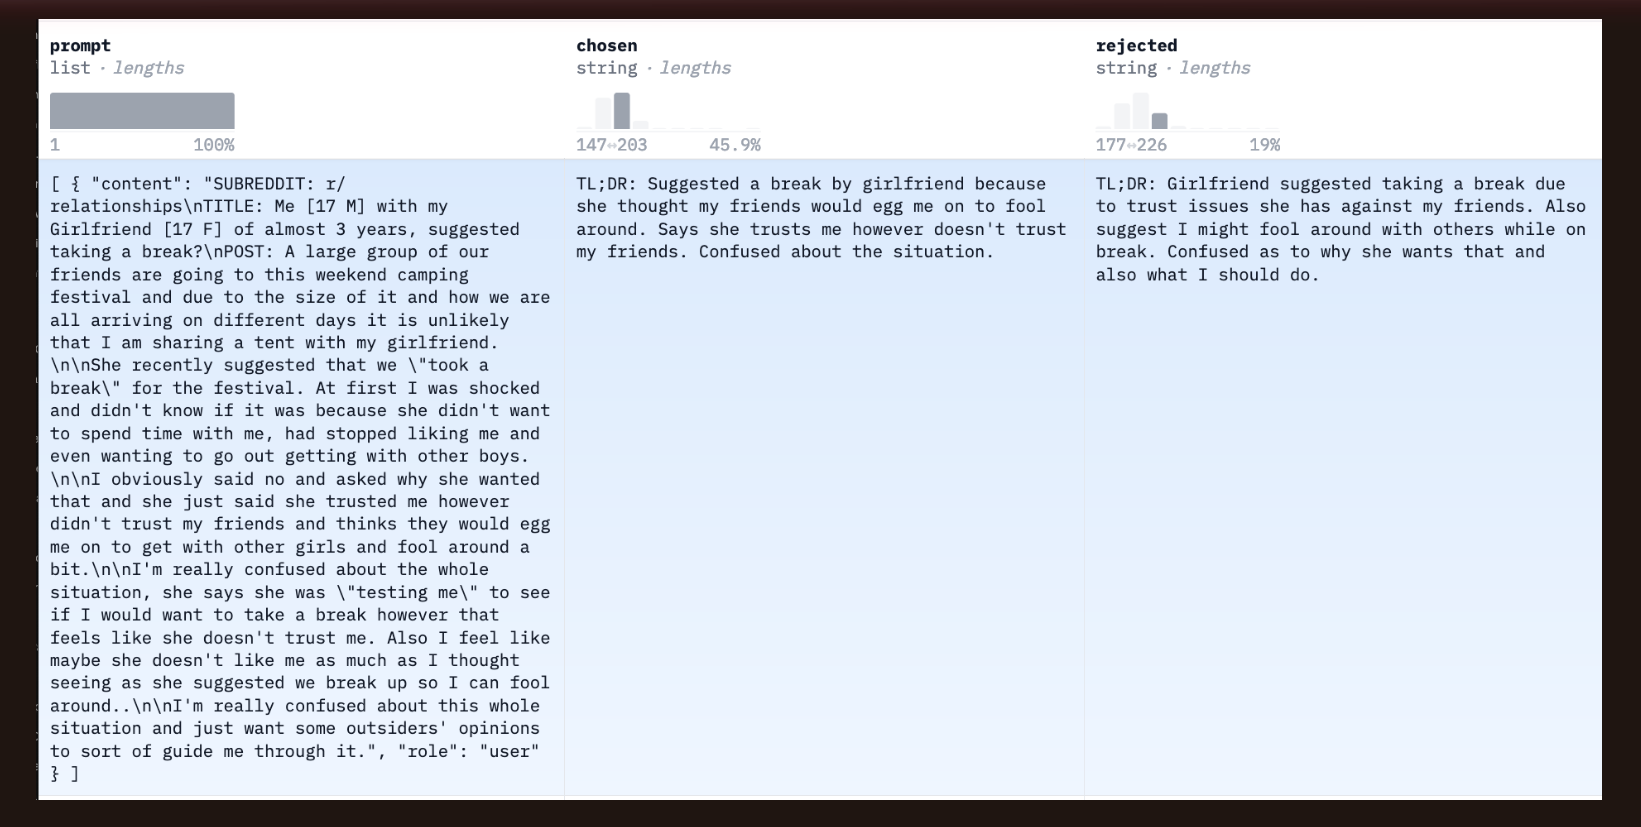 prompt
list · lengths
1 100%
chosen
string · lengths
147↔203 45.9%
rejected
string · lengths
177↔226 19%
[ { "content": "SUBREDDIT: r/
relationships\nTITLE: Me [17 M] with my
Girlfriend [17 F] of almost 3 years, suggested
taking a break?\nPOST: A large group of our
friends are going to this weekend camping
festival and due to the size of it and how we are
all arriving on different days it is unlikely
that I am sharing a tent with my girlfriend.
\n\nShe recently suggested that we \"took a
break\" for the festival. At first I was shocked
and didn't know if it was because she didn't want
to spend time with me, had stopped liking me and
even wanting to go out getting with other boys.
\n\nI obviously said no and asked why she wanted
that and she just said she trusted me however
didn't trust my friends and thinks they would egg
me on to get with other girls and fool around a
bit.\n\nI'm really confused about the whole
situation, she says she was \"testing me\" to see
if I would want to take a break however that
feels like she doesn't trust me. Also I feel like
maybe she doesn't like me as much as I thought
seeing as she suggested we break up so I can fool
around..\n\nI'm really confused about this whole
situation and just want some outsiders' opinions
to sort of guide me through it.", "role": "user"
} ]
TL;DR: Suggested a break by girlfriend because
she thought my friends would egg me on to fool
around. Says she trusts me however doesn't trust
my friends. Confused about the situation.
TL;DR: Girlfriend suggested taking a break due
to trust issues she has against my friends. Also
suggest I might fool around with others while on
break. Confused as to why she wants that and
also what I should do.